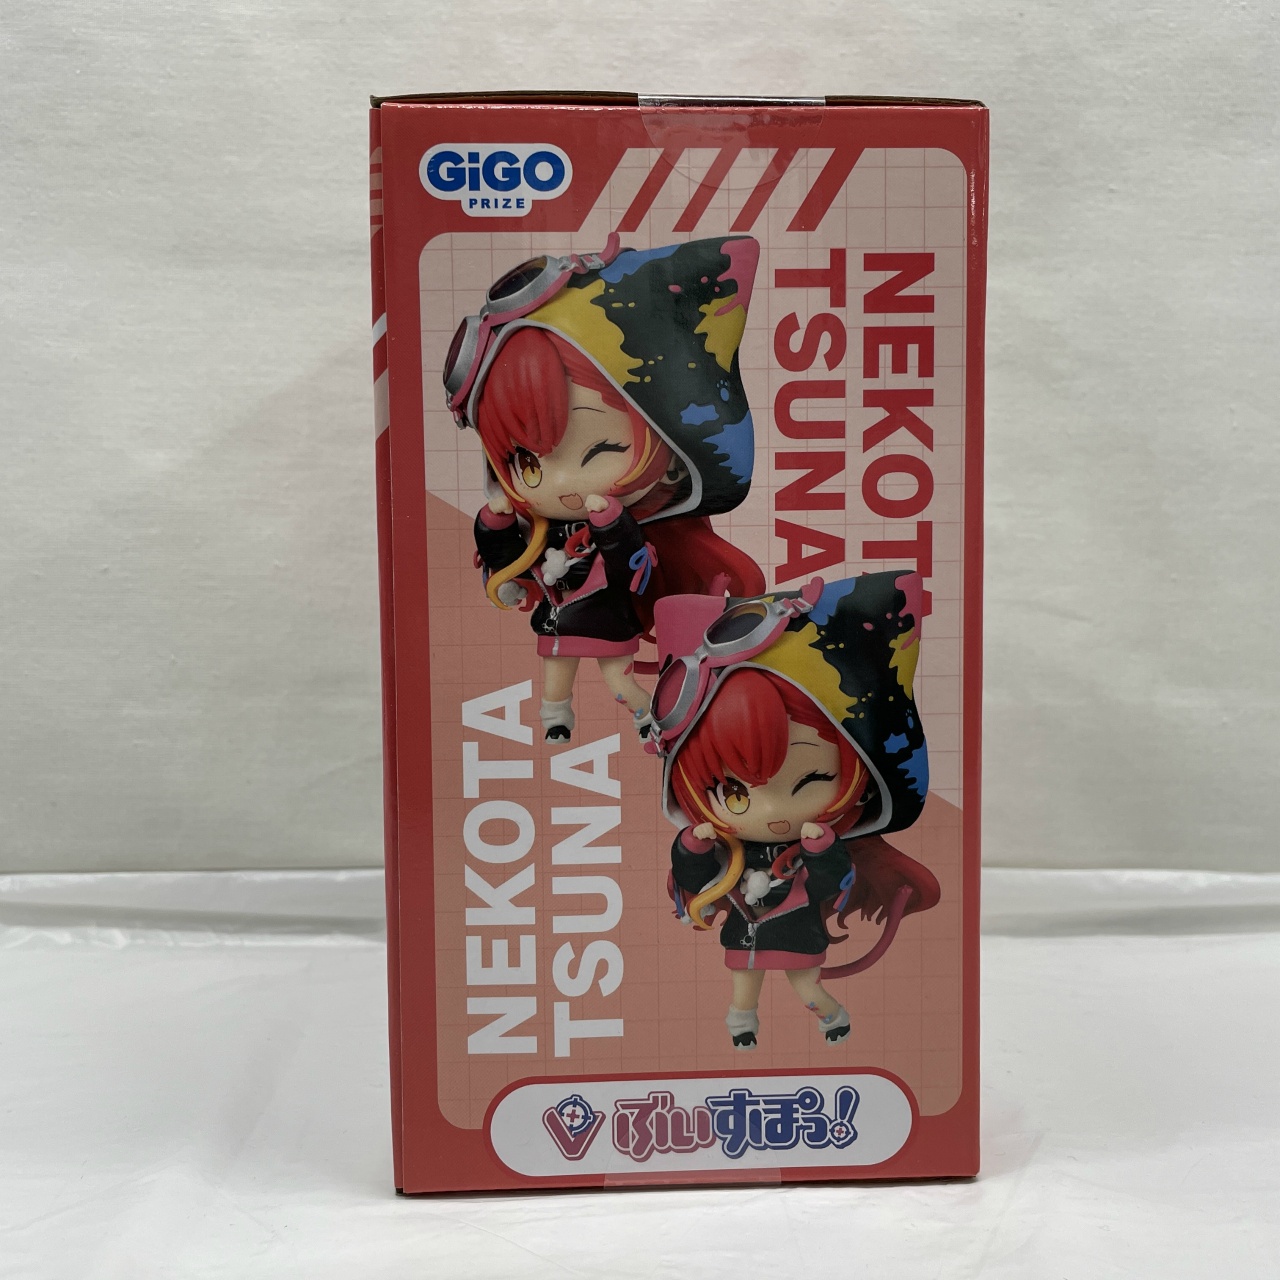 GiGO
PRIZE
NEKOTA
TSUNA
NEKOTA
TSUNA
ぶいすぽっ!